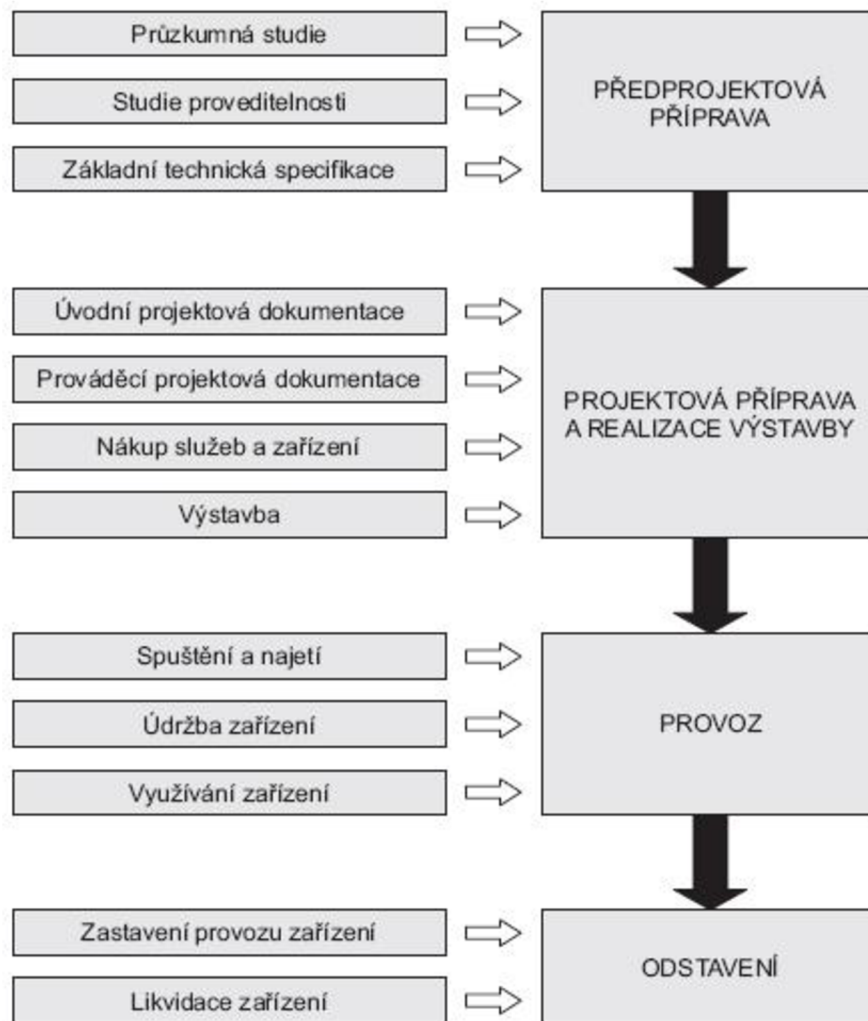 Průzkumná studie
Studie proveditelnosti
Základní technická specifikace
PŘEDPROJEKTOVÁ
PŘÍPRAVA
Úvodní projektová dokumentace
Prováděcí projektová dokumentace
Nákup služeb a zařízení
Výstavba
PROJEKTOVÁ PŘÍPRAVA
A REALIZACE VÝSTAVBY
Spuštění a najetí
Údržba zařízení
Využívání zařízení
PROVOZ
Zastavení provozu zařízení
Likvidace zařízení
ODSTAVENÍ